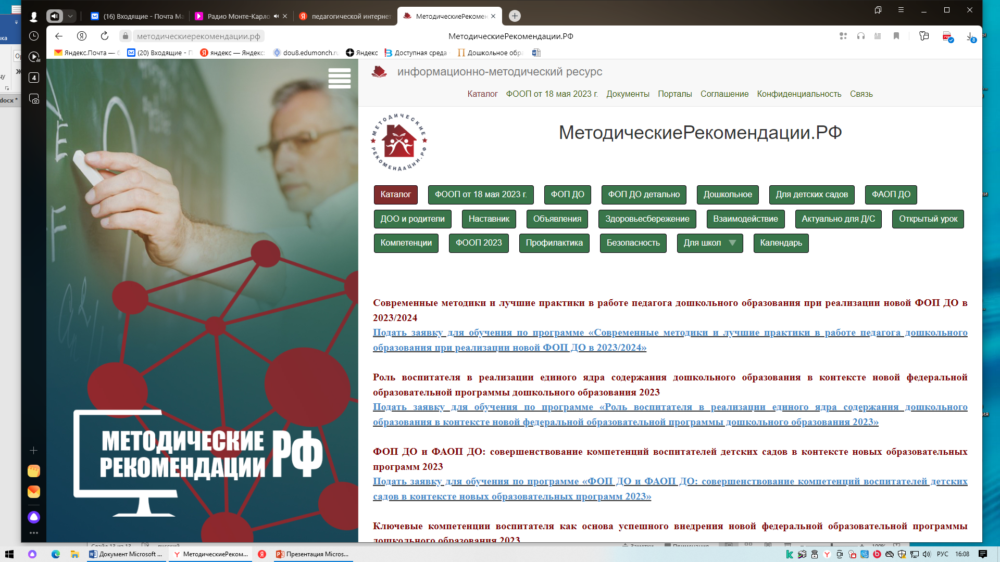 (16) Входящие - Почта Ма
Радио Монте-Карло
педагогической интернет
МетодическиеРекомен
методическиерекомендации.рф
МетодическиеРекомендации.РФ
Яндекс.Почта —
(20) Входящие - П
яндекс — Яндекс:
dou8.edumonch.ru
Яндекс
Доступная среда
Дошкольное обра
4
8
docx *
информационно-методический ресурс
Каталог ФООП от 18 мая 2023 г. Документы Порталы Соглашение Конфиденциальность Связь
МЕТОДИЧЕСКИЕ РЕКОМЕНДАЦИИ.РФ
МетодическиеРекомендации.РФ
Каталог ФООП от 18 мая 2023 г. ФОП ДО ФОП ДО детально Дошкольное Для детских садов ФАОП ДО
ДОО и родители Наставник Объявления Здоровьесбережение Взаимодействие Актуально для Д/С Открытый урок
Компетенции ФООП 2023 Профилактика Безопасность Для школ Календарь
Современные методики и лучшие практики в работе педагога дошкольного образования при реализации новой ФОП ДО в
2023/2024
Подать заявку для обучения по программе «Современные методики и лучшие практики в работе педагога дошкольного
образования при реализации новой ФОП ДО в 2023/2024»
Роль воспитателя в реализации единого ядра содержания дошкольного образования в контексте новой федеральной
образовательной программы дошкольного образования 2023
Подать заявку для обучения по программе «Роль воспитателя в реализации единого ядра содержания дошкольного
образования в контексте новой федеральной образовательной программы дошкольного образования 2023»
ФОП ДО и ФАОП ДО: совершенствование компетенций воспитателей детских садов в контексте новых образовательных
программ 2023
Подать заявку для обучения по программе «ФОП ДО и ФАОП ДО: совершенствование компетенций воспитателей детских
садов в контексте новых образовательных программ 2023»
Ключевые компетенции воспитателя как основа успешного внедрения новой федеральной образовательной программы
дошкольного образования 2023
МЕТОДИЧЕСКИЕ
РЕКОМЕНДАЦИИ РФ
Документ Microsoft ...
МетодическиеРеком...
Презентация Micros...
РУС
16:08